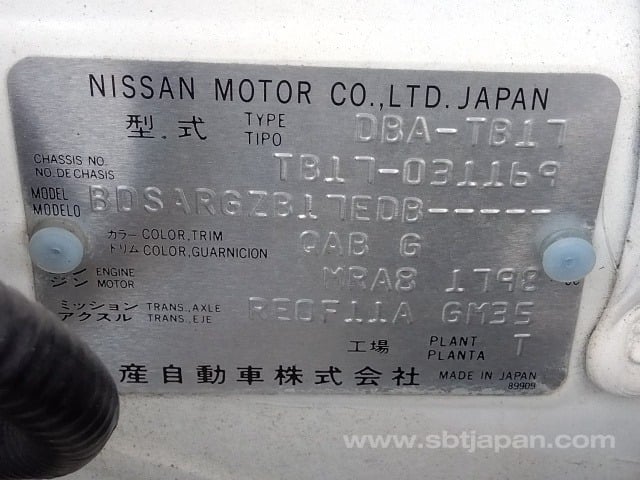 NISSAN MOTOR CO.,LTD. JAPAN
型式 TYPE TIPO DBA-TB17
CHASSIS NO. NO. DE CHASIS TB17-031169
MODEL MODELO BDSARGZB17EDB-----
カラー COLOR, TRIM トリム COLOR, GUARNICION QAB G
ジン ENGINE MOTOR MRA8 1798
ミッション TRANS., AXLE アクスル TRANS., EJE RE0F11A GM35
工場 PLANT PLANTA T
産自動車株式会社 MADE IN JAPAN
89909
www.sbtjapan.com